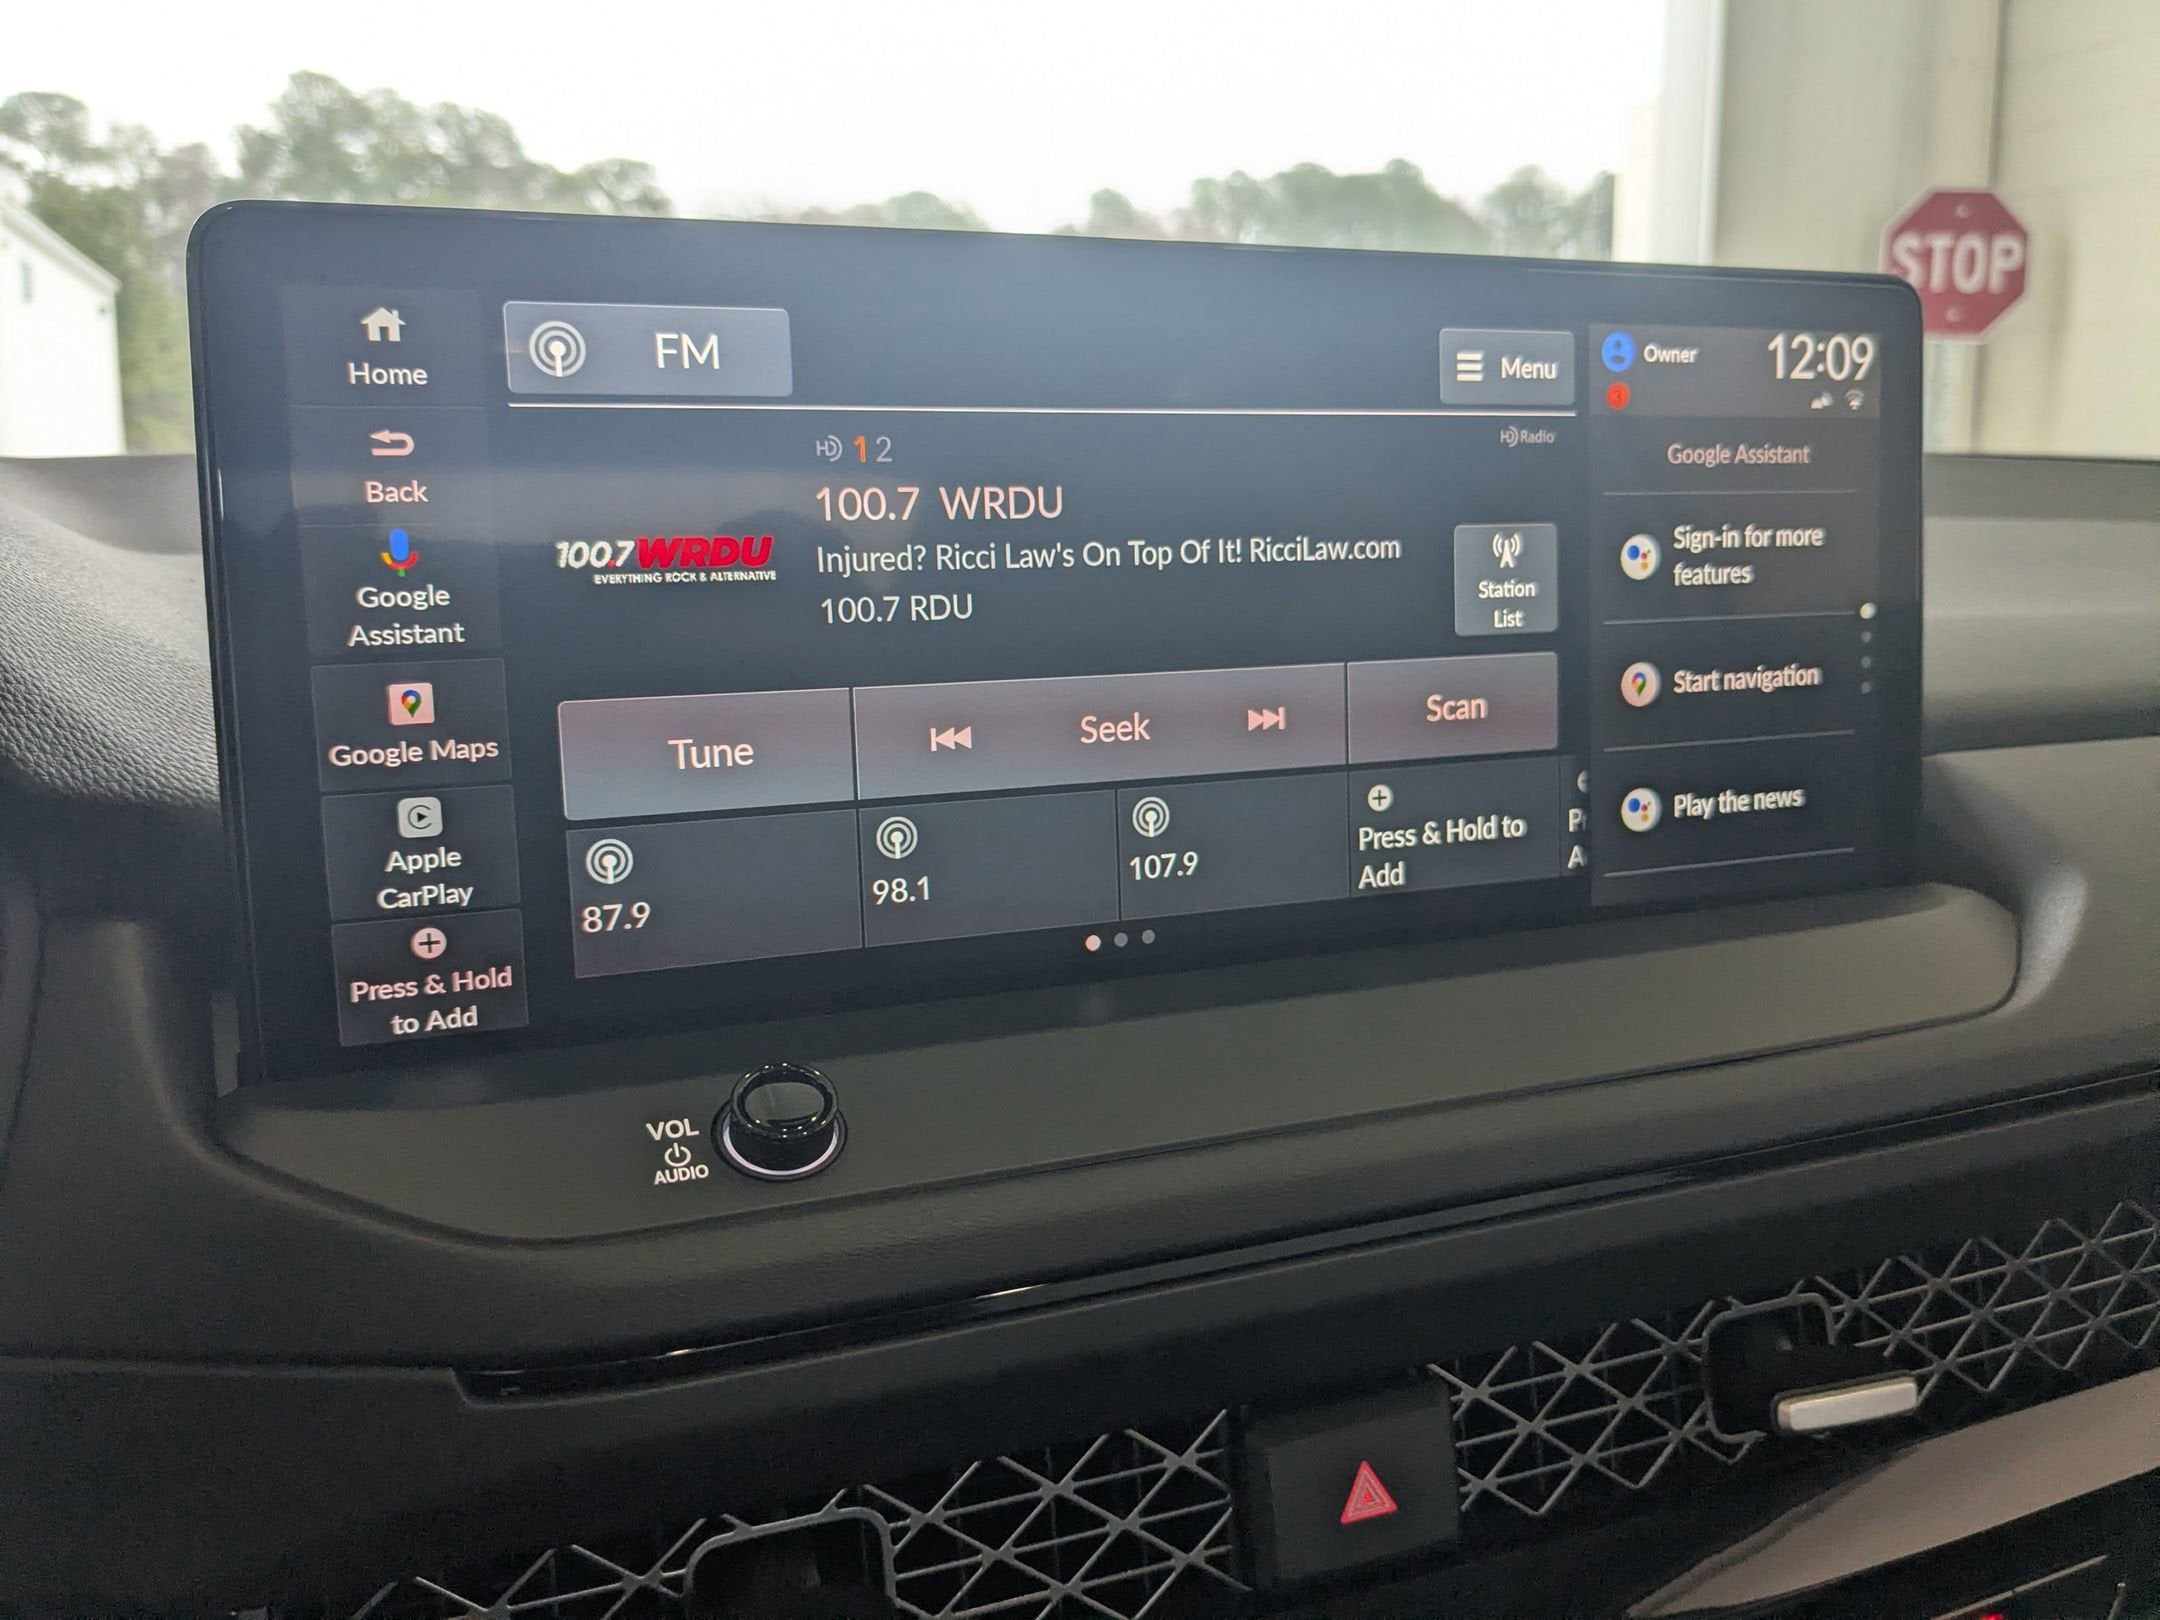 STOP
Home
Back
Google
Assistant
Google Maps
Apple
CarPlay
Press & Hold
to Add
FM
Menu
HD 1 2
HD Radio
100.7 WRDU
Injured? Ricci Law's On Top Of It! RicciLaw.com
100.7 RDU
100.7 WRDU
EVERYTHING ROCK & ALTERNATIVE
Station
List
Tune
Seek
Scan
87.9
98.1
107.9
Press & Hold to
Add
Owner
12:09
3
Google Assistant
Sign-in for more
features
Start navigation
Play the news
VOL
AUDIO